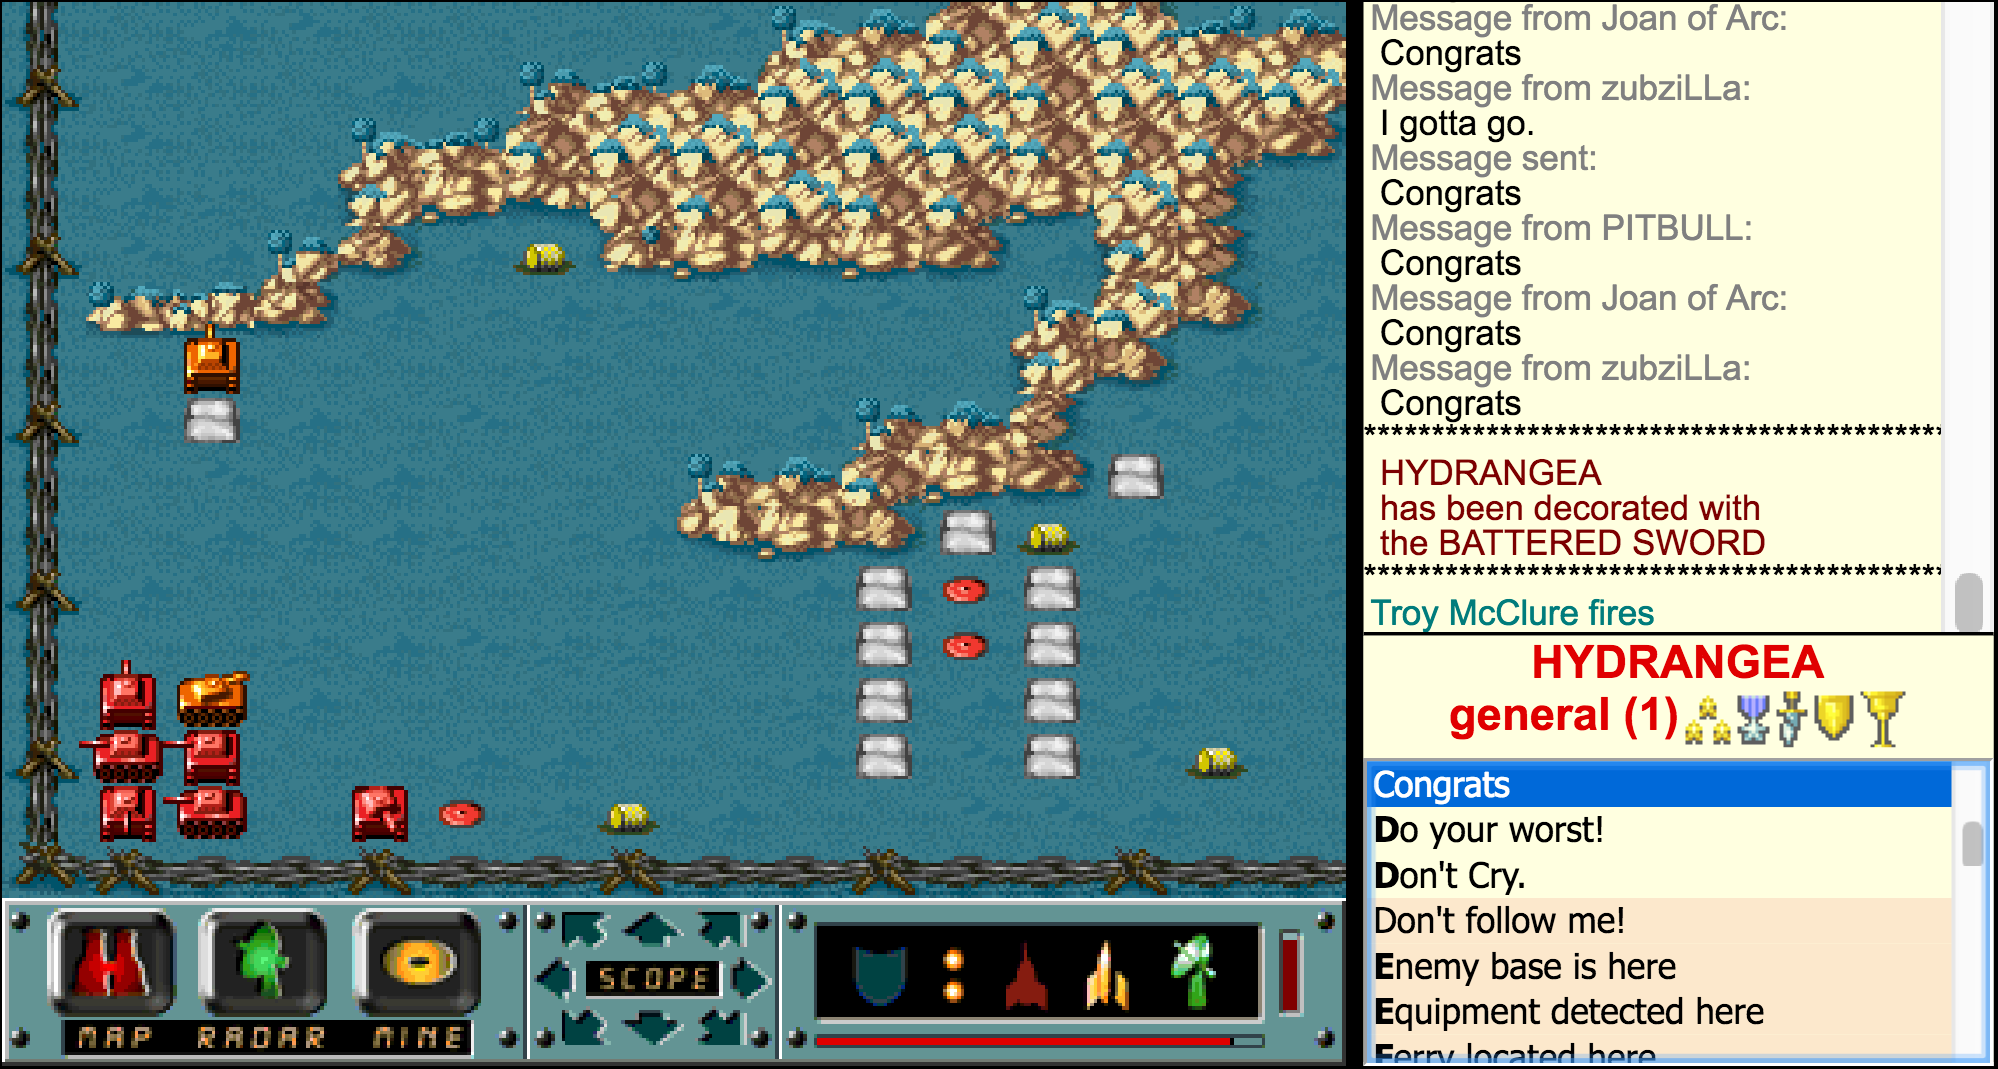 Message from Joan of Arc:
Congrats
Message from zubziLLa:
I gotta go.
Message sent:
Congrats
Message from PITBULL:
Congrats
Message from Joan of Arc:
Congrats
Message from zubziLLa:
Congrats
*******************************************
HYDRANGEA
has been decorated with
the BATTERED SWORD
*******************************************
Troy McClure fires
HYDRANGEA
general (1)
Congrats
Do your worst!
Don't Cry.
Don't follow me!
Enemy base is here
Equipment detected here
Ferry located here
MAP RADAR MINE
SCOPE